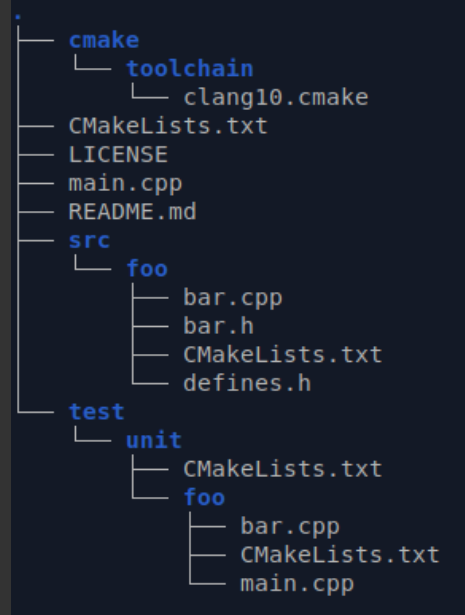 .
cmake
toolchain
clang10.cmake
CMakeLists.txt
LICENSE
main.cpp
README.md
src
foo
bar.cpp
bar.h
CMakeLists.txt
defines.h
test
unit
CMakeLists.txt
foo
bar.cpp
CMakeLists.txt
main.cpp